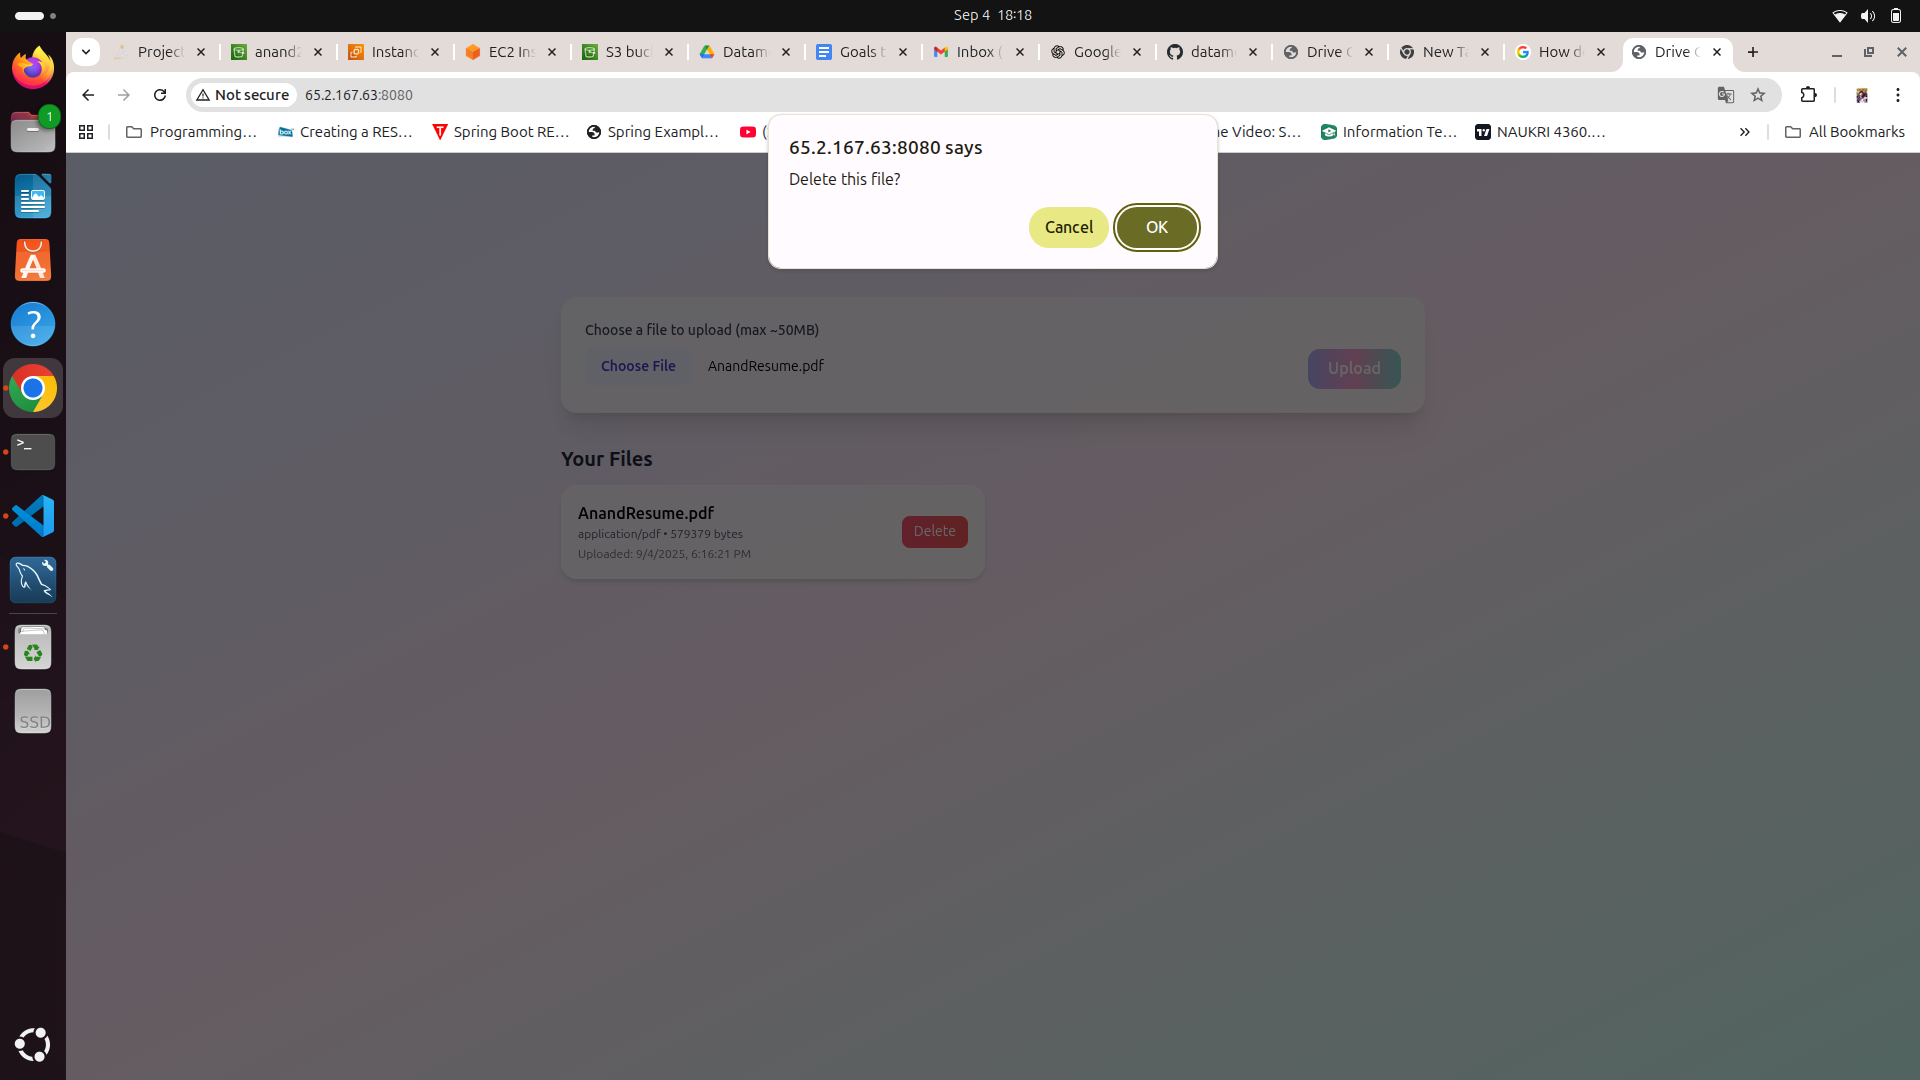 Sep 4 18:18
Project
anand2
Instanc
EC2 Ins
S3 buc
Datam
Goals t
Inbox (
Google
datam
Drive C
New Ta
How do
Drive C
Not secure
65.2.167.63:8080
Programming...
Creating a RES...
Spring Boot RE...
Spring Exampl...
(
ne Video: S...
Information Te...
NAUKRI 4360....
»
All Bookmarks
65.2.167.63:8080 says
Delete this file?
Cancel
OK
Choose a file to upload (max ~50MB)
Choose File
AnandResume.pdf
Upload
Your Files
AnandResume.pdf
application/pdf • 579379 bytes
Uploaded: 9/4/2025, 6:16:21 PM
Delete
1
>_
?
SSD